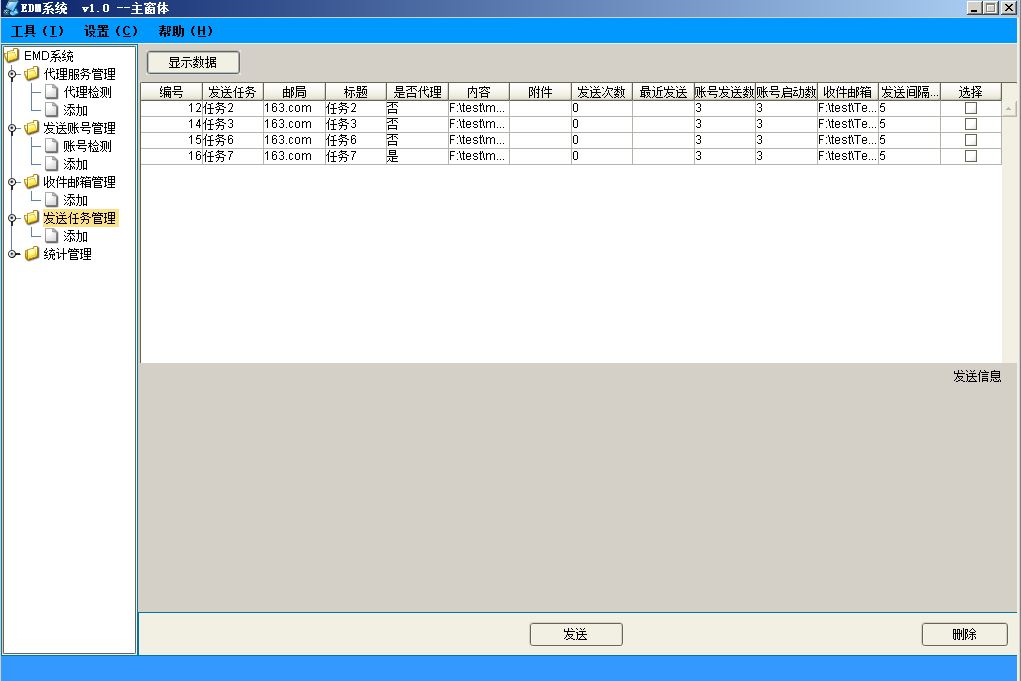 EDM系统 v1.0 --主窗体
工具(I) 设置(C) 帮助(H)
EMD系统
代理服务管理
代理检测
添加
发送账号管理
账号检测
添加
收件邮箱管理
添加
发送任务管理
添加
统计管理
显示数据
编号 发送任务 邮局 标题 是否代理 内容 附件 发送次数 最近发送 账号发送数 账号启动数 收件邮箱 发送间隔... 选择
12 任务2 163.com 任务2 否 F:\test\m... 0 3 3 F:\test\Te... 5
14 任务3 163.com 任务3 否 F:\test\m... 0 3 3 F:\test\Te... 5
15 任务6 163.com 任务6 否 F:\test\m... 0 3 3 F:\test\Te... 5
16 任务7 163.com 任务7 是 F:\test\m... 0 3 3 F:\test\Te... 5
发送信息
发送 删除